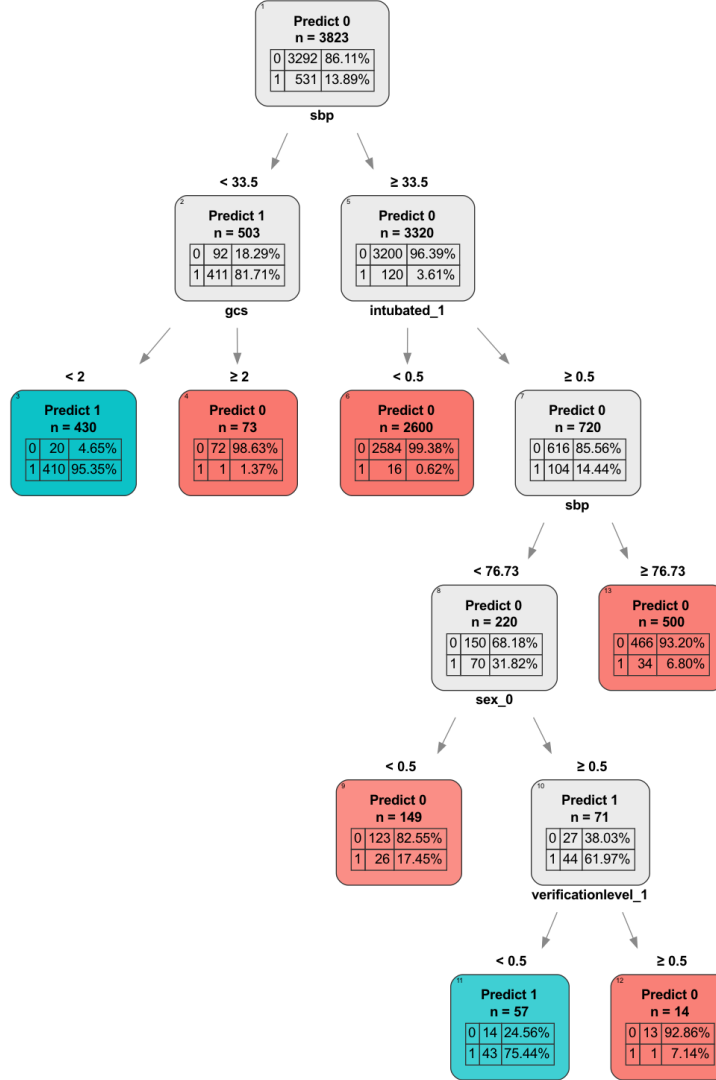 1
Predict 0
n = 3823
0 3292 86.11%
1 531 13.89%
sbp
< 33.5
≥ 33.5
2
Predict 1
n = 503
0 92 18.29%
1 411 81.71%
gcs
5
Predict 0
n = 3320
0 3200 96.39%
1 120 3.61%
intubated_1
< 2
≥ 2
< 0.5
≥ 0.5
3
Predict 1
n = 430
0 20 4.65%
1 410 95.35%
4
Predict 0
n = 73
0 72 98.63%
1 1 1.37%
6
Predict 0
n = 2600
0 2584 99.38%
1 16 0.62%
7
Predict 0
n = 720
0 616 85.56%
1 104 14.44%
sbp
< 76.73
≥ 76.73
8
Predict 0
n = 220
0 150 68.18%
1 70 31.82%
sex_0
13
Predict 0
n = 500
0 466 93.20%
1 34 6.80%
< 0.5
≥ 0.5
9
Predict 0
n = 149
0 123 82.55%
1 26 17.45%
10
Predict 1
n = 71
0 27 38.03%
1 44 61.97%
verificationlevel_1
< 0.5
≥ 0.5
11
Predict 1
n = 57
0 14 24.56%
1 43 75.44%
12
Predict 0
n = 14
0 13 92.86%
1 1 7.14%